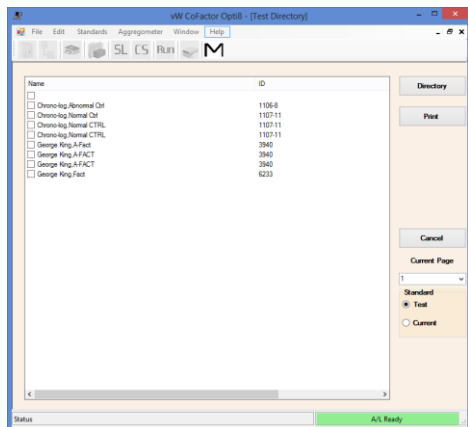 vW CoFactor Opti8 - [Test Directory]
File Edit Standards Aggregometer Window Help
SL CS Run M
Name ID
Chrono-log,Abnormal Ctrl 1106-8
Chrono-log,Normal Ctrl 1107-11
Chrono-log,Normal CTRL 1107-11
Chrono-log,Normal CTRL 1107-11
George King,A-Fact 3940
George King,A-FACT 3940
George King,A-FACT 3940
George King,Fact 6233
Directory
Print
Cancel
Current Page
1
Standard
Test
Current
Status A/L Ready